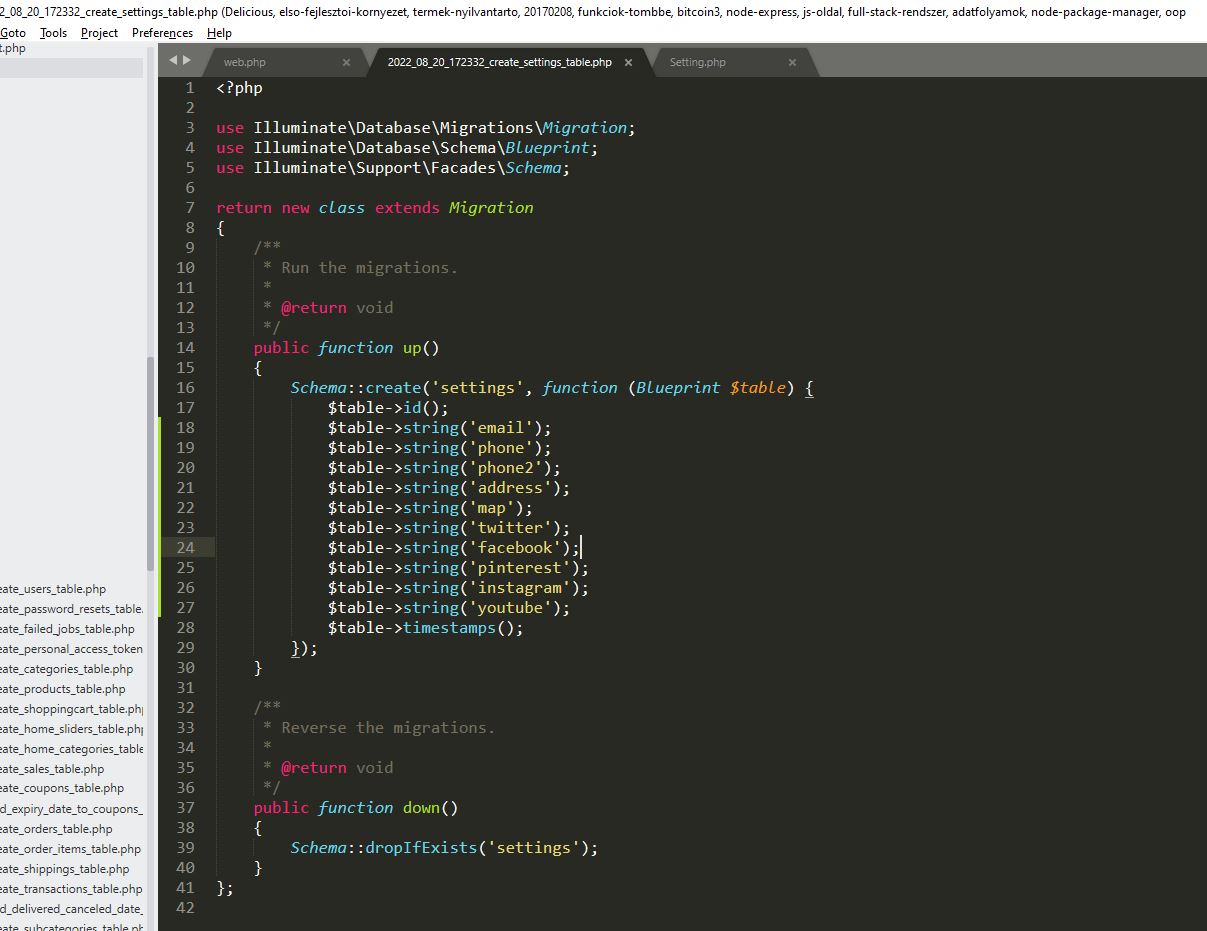 2_08_20_172332_create_settings_table.php (Delicious, elso-fejlesztoi-kornyezet, termek-nyilvantarto, 20170208, funkciok-tombbe, bitcoin3, node-express, js-oldal, full-stack-rendszer, adatfolyamok, node-package-manager, oop
Goto Tools Project Preferences Help
t.php
web.php × 2022_08_20_172332_create_settings_table.php × Setting.php ×
1 <?php
2
3 use Illuminate\Database\Migrations\Migration;
4 use Illuminate\Database\Schema\Blueprint;
5 use Illuminate\Support\Facades\Schema;
6
7 return new class extends Migration
8 {
9 /**
10 * Run the migrations.
11 *
12 * @return void
13 */
14 public function up()
15 {
16 Schema::create('settings', function (Blueprint $table) {
17 $table->id();
18 $table->string('email');
19 $table->string('phone');
20 $table->string('phone2');
21 $table->string('address');
22 $table->string('map');
23 $table->string('twitter');
24 $table->string('facebook');
25 $table->string('pinterest');
26 $table->string('instagram');
27 $table->string('youtube');
28 $table->timestamps();
29 });
30 }
31
32 /**
33 * Reverse the migrations.
34 *
35 * @return void
36 */
37 public function down()
38 {
39 Schema::dropIfExists('settings');
40 }
41 };
42
eate_users_table.php
eate_password_resets_table.
eate_failed_jobs_table.php
eate_personal_access_token
eate_categories_table.php
eate_products_table.php
eate_shoppingcart_table.php
eate_home_sliders_table.php
eate_home_categories_table
eate_sales_table.php
eate_coupons_table.php
d_expiry_date_to_coupons_
eate_orders_table.php
eate_order_items_table.php
eate_shippings_table.php
eate_transactions_table.php
d_delivered_canceled_date_
eate_subcategories_table.ph